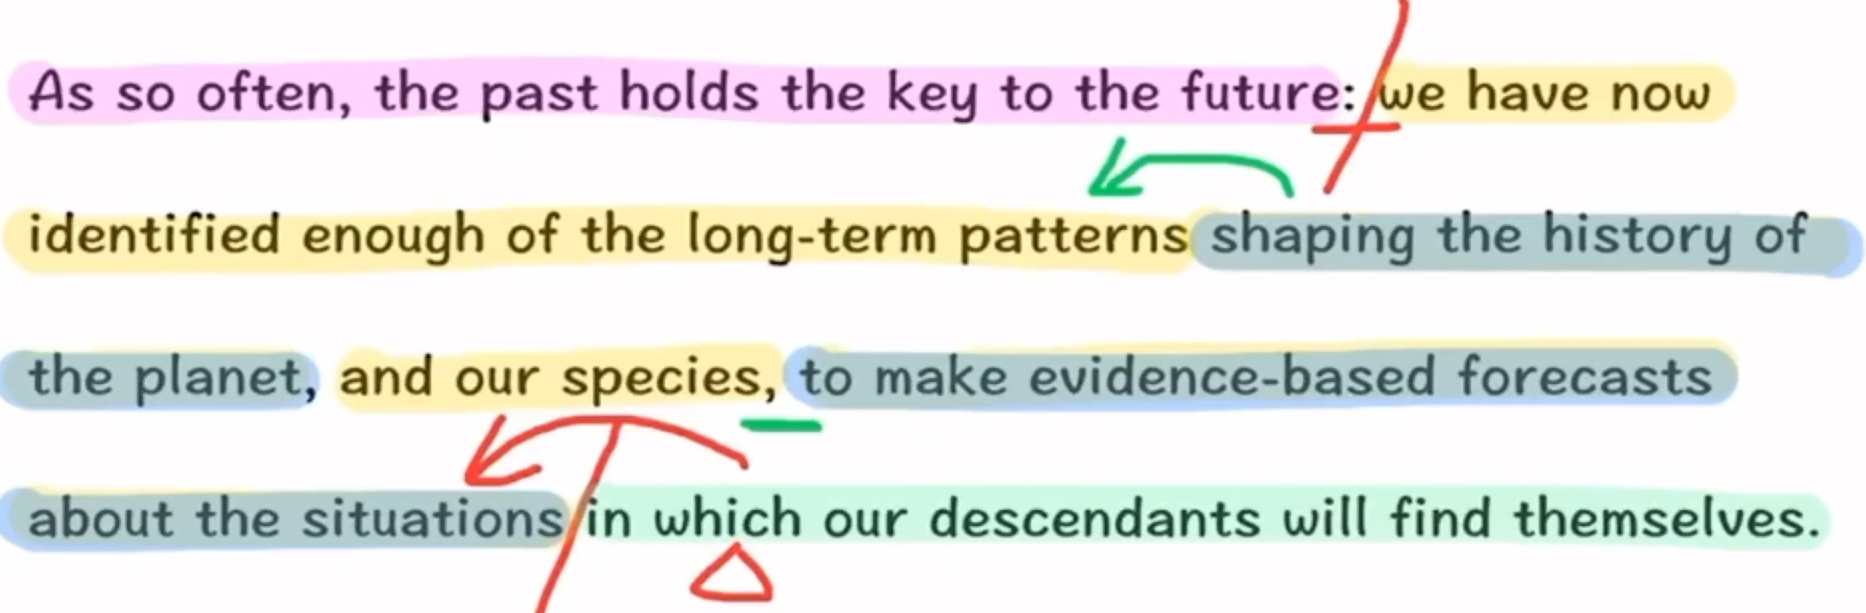 As so often, the past holds the key to the future: we have now
identified enough of the long-term patterns shaping the history of
the planet, and our species, to make evidence-based forecasts
about the situations in which our descendants will find themselves.